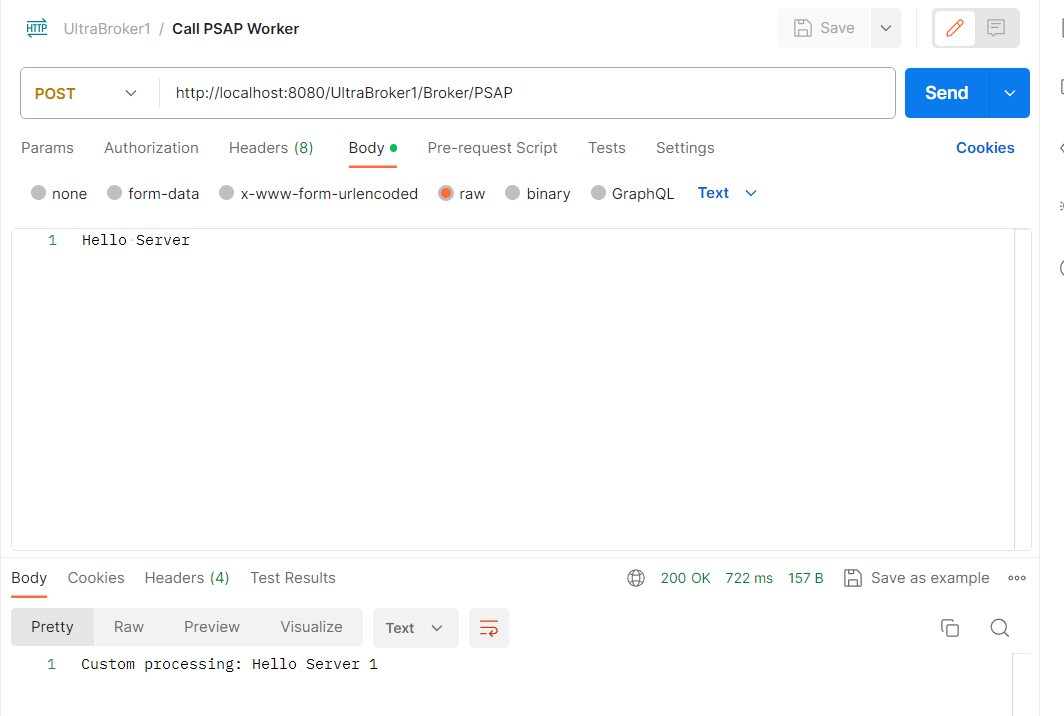 HTTP UltraBroker1 / Call PSAP Worker Save
POST http://localhost:8080/UltraBroker1/Broker/PSAP Send
Params Authorization Headers (8) Body Pre-request Script Tests Settings Cookies
none form-data x-www-form-urlencoded raw binary GraphQL Text
1 Hello Server
Body Cookies Headers (4) Test Results 200 OK 722 ms 157 B Save as example
Pretty Raw Preview Visualize Text
1 Custom processing: Hello Server 1